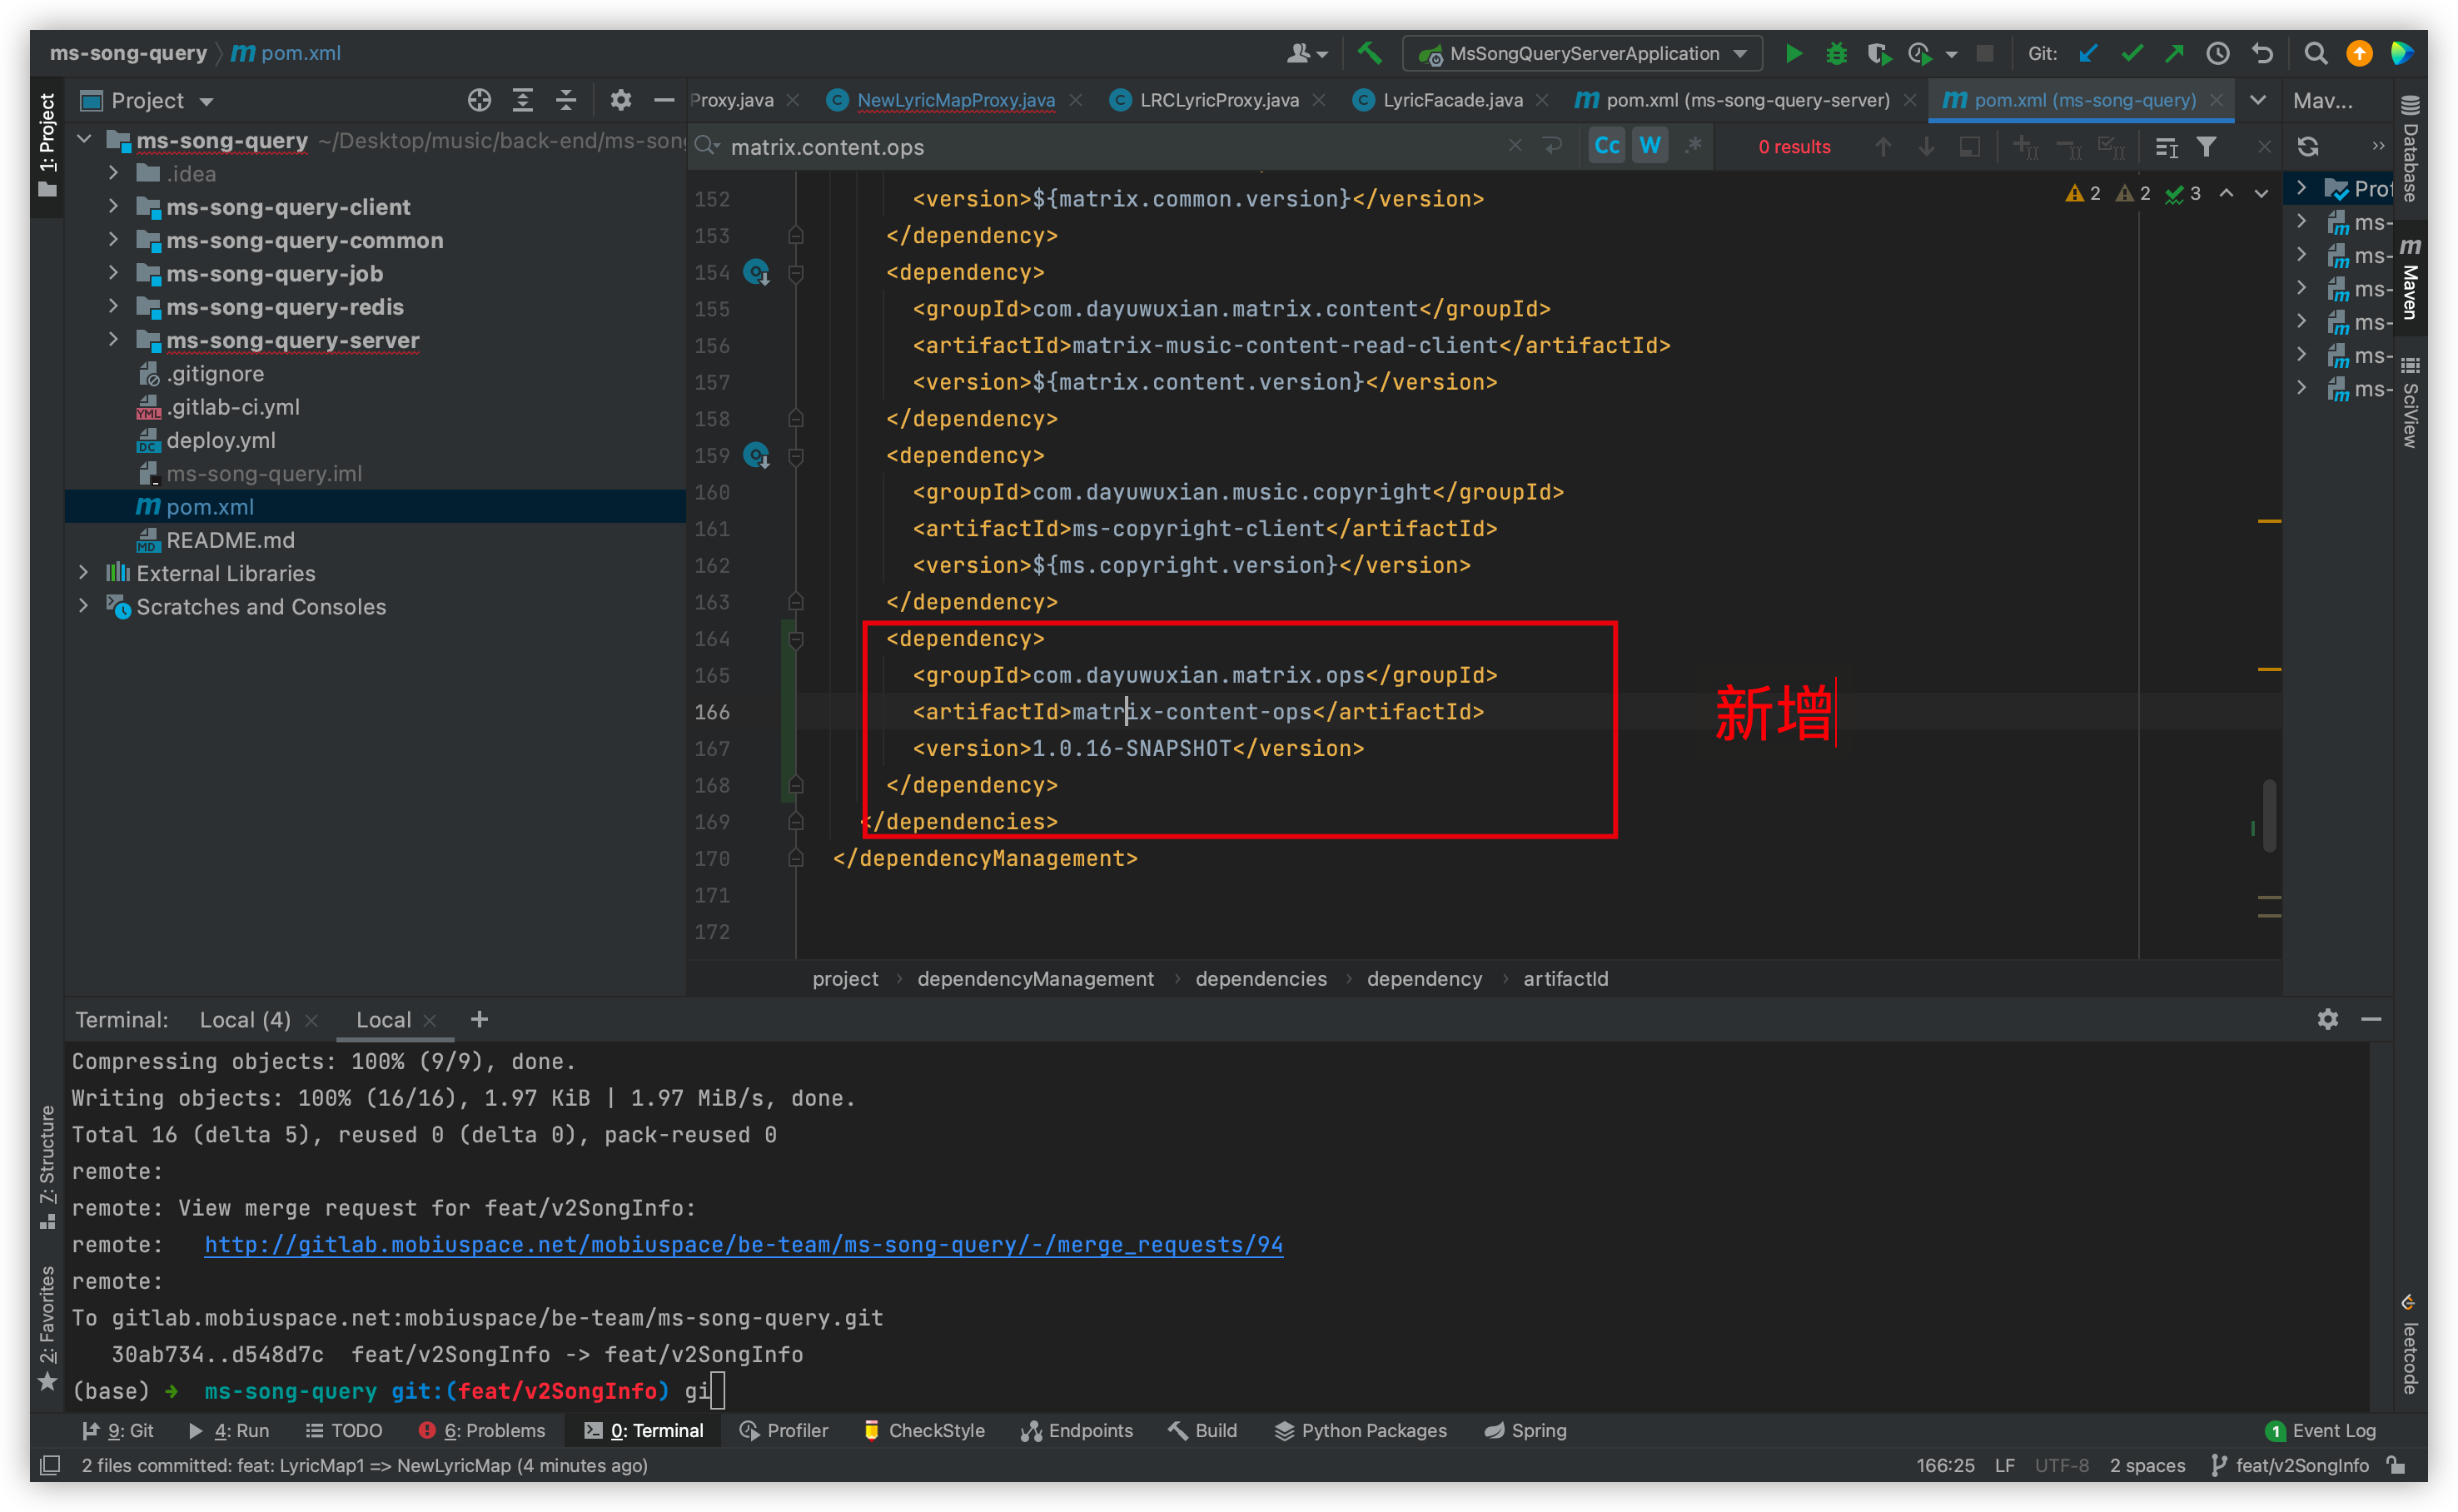 ms-song-query pom.xml
MsSongQueryServerApplication
Git:
1: Project
Project
Proxy.java
NewLyricMapProxy.java
LRCLyricProxy.java
LyricFacade.java
pom.xml (ms-song-query-server)
pom.xml (ms-song-query)
Mav...
ms-song-query ~/Desktop/music/back-end/ms-song
.idea
ms-song-query-client
ms-song-query-common
ms-song-query-job
ms-song-query-redis
ms-song-query-server
.gitignore
.gitlab-ci.yml
deploy.yml
ms-song-query.iml
pom.xml
README.md
External Libraries
Scratches and Consoles
matrix.content.ops
Cc W .*
0 results
2 2 3
152 <version>${matrix.common.version}</version>
153 </dependency>
154 <dependency>
155 <groupId>com.dayuwuxian.matrix.content</groupId>
156 <artifactId>matrix-music-content-read-client</artifactId>
157 <version>${matrix.content.version}</version>
158 </dependency>
159 <dependency>
160 <groupId>com.dayuwuxian.music.copyright</groupId>
161 <artifactId>ms-copyright-client</artifactId>
162 <version>${ms.copyright.version}</version>
163 </dependency>
164 <dependency>
165 <groupId>com.dayuwuxian.matrix.ops</groupId>
166 <artifactId>matrix-content-ops</artifactId>
167 <version>1.0.16-SNAPSHOT</version>
168 </dependency>
169 </dependencies>
170 </dependencyManagement>
171
172
新增
project › dependencyManagement › dependencies › dependency › artifactId
Prof
ms-
ms-
ms-
ms-
ms-
ms-
Database
Maven
SciView
leetcode
Terminal: Local (4) Local
Compressing objects: 100% (9/9), done.
Writing objects: 100% (16/16), 1.97 KiB | 1.97 MiB/s, done.
Total 16 (delta 5), reused 0 (delta 0), pack-reused 0
remote:
remote: View merge request for feat/v2SongInfo:
remote:   http://gitlab.mobiuspace.net/mobiuspace/be-team/ms-song-query/-/merge_requests/94
remote:
To gitlab.mobiuspace.net:mobiuspace/be-team/ms-song-query.git
   30ab734..d548d7c  feat/v2SongInfo -> feat/v2SongInfo
(base) ➜  ms-song-query git:(feat/v2SongInfo) gi
7: Structure
2: Favorites
9: Git
4: Run
TODO
6: Problems
0: Terminal
Profiler
CheckStyle
Endpoints
Build
Python Packages
Spring
1 Event Log
2 files committed: feat: LyricMap1 => NewLyricMap (4 minutes ago)
166:25 LF UTF-8 2 spaces feat/v2SongInfo